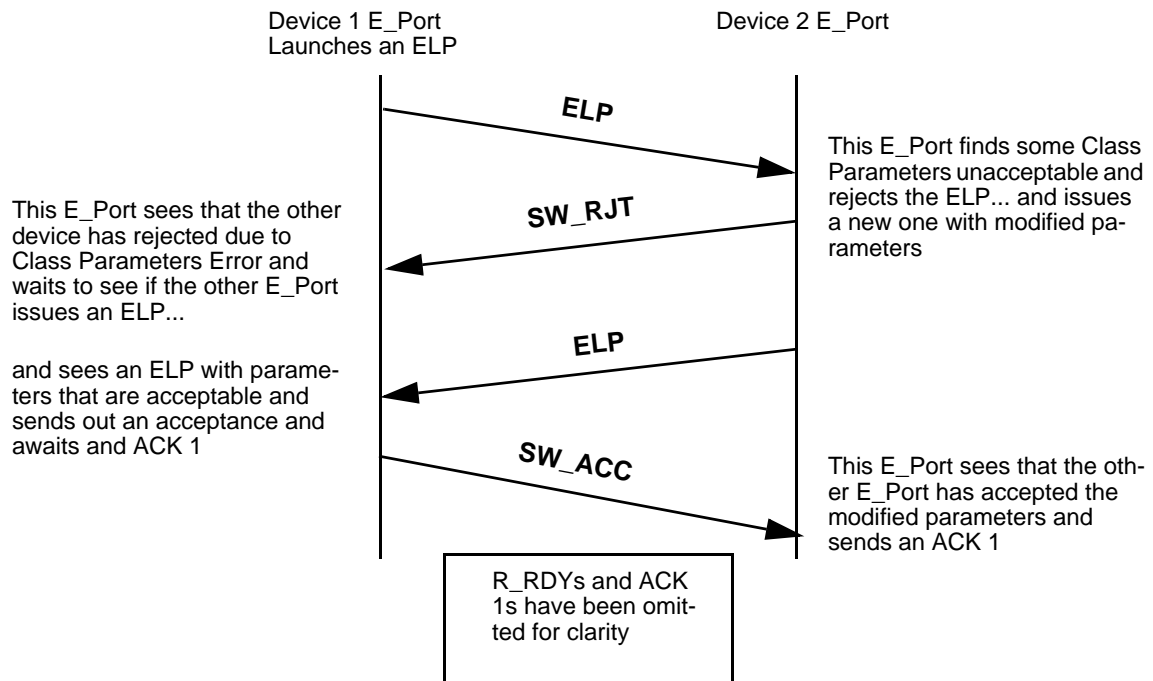 Device 1 E_Port
Launches an ELP
Device 2 E_Port
ELP
This E_Port finds some Class
Parameters unacceptable and
rejects the ELP... and issues
a new one with modified pa-
rameters
SW_RJT
This E_Port sees that the other
device has rejected due to
Class Parameters Error and
waits to see if the other E_Port
issues an ELP...
ELP
and sees an ELP with parame-
ters that are acceptable and
sends out an acceptance and
awaits and ACK 1
SW_ACC
This E_Port sees that the oth-
er E_Port has accepted the
modified parameters and
sends an ACK 1
R_RDYs and ACK
1s have been omit-
ted for clarity